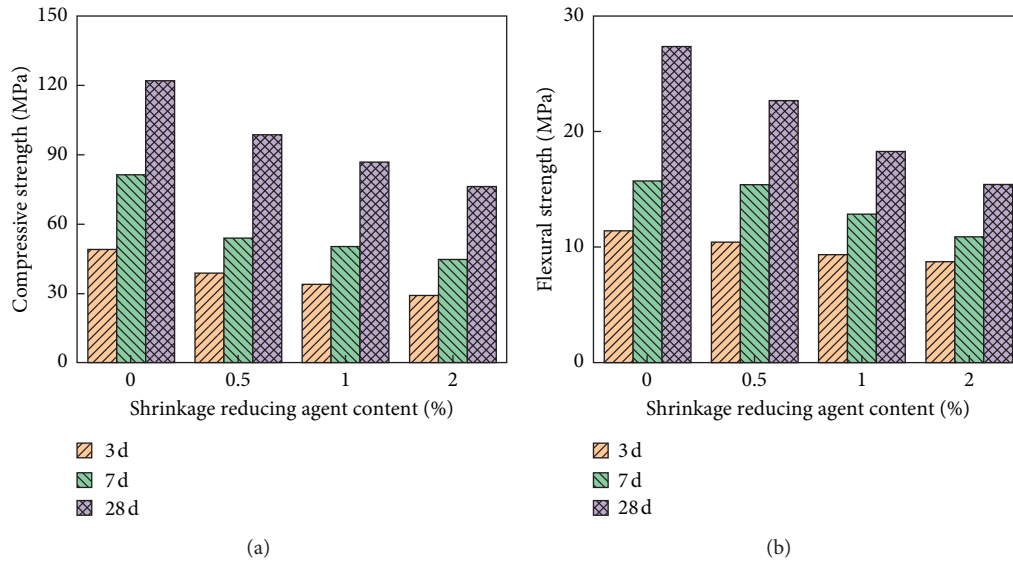 150
120
90
60
30
0
Compressive strength (MPa)
0 0.5 1 2
Shrinkage reducing agent content (%)
3 d
7 d
28 d
(a)
30
20
10
0
Flexural strength (MPa)
0 0.5 1 2
Shrinkage reducing agent content (%)
3 d
7 d
28 d
(b)